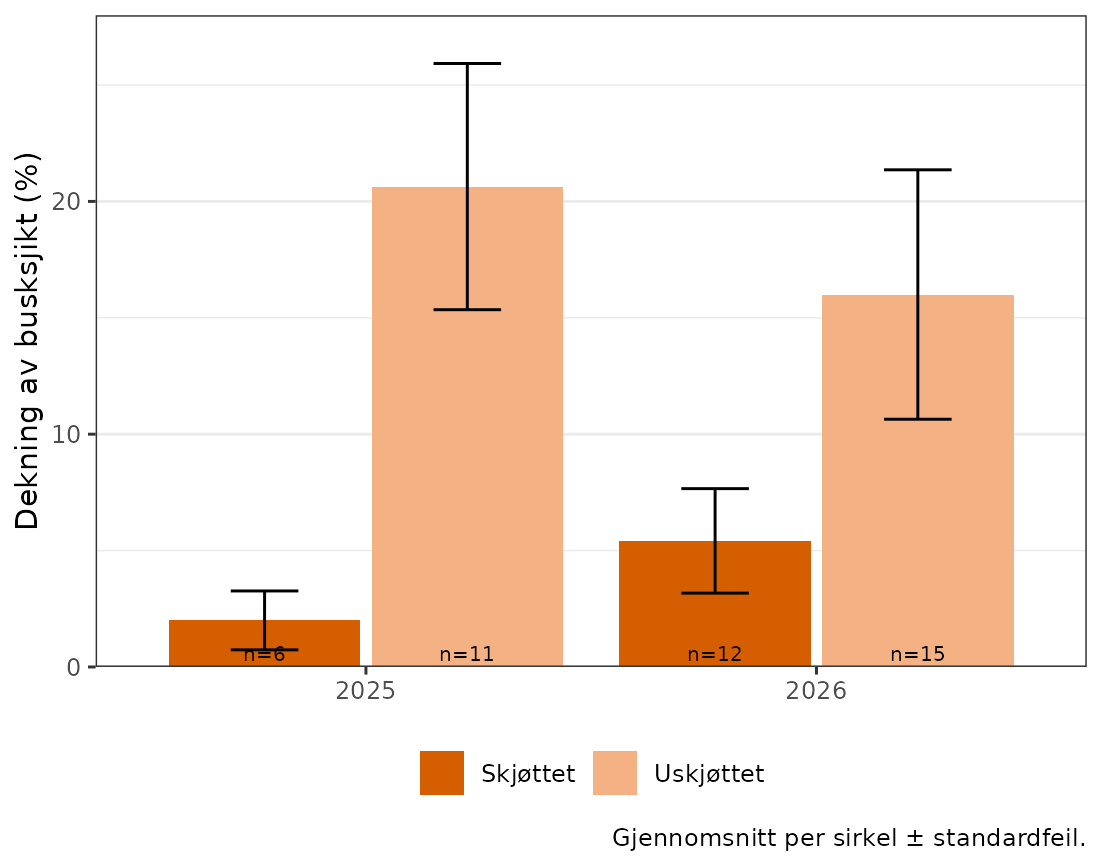 Dekning av busksjikt (%)
20
10
0
n=6
n=11
n=12
n=15
2025
2026
Skjøttet
Uskjøttet
Gjennomsnitt per sirkel ± standardfeil.